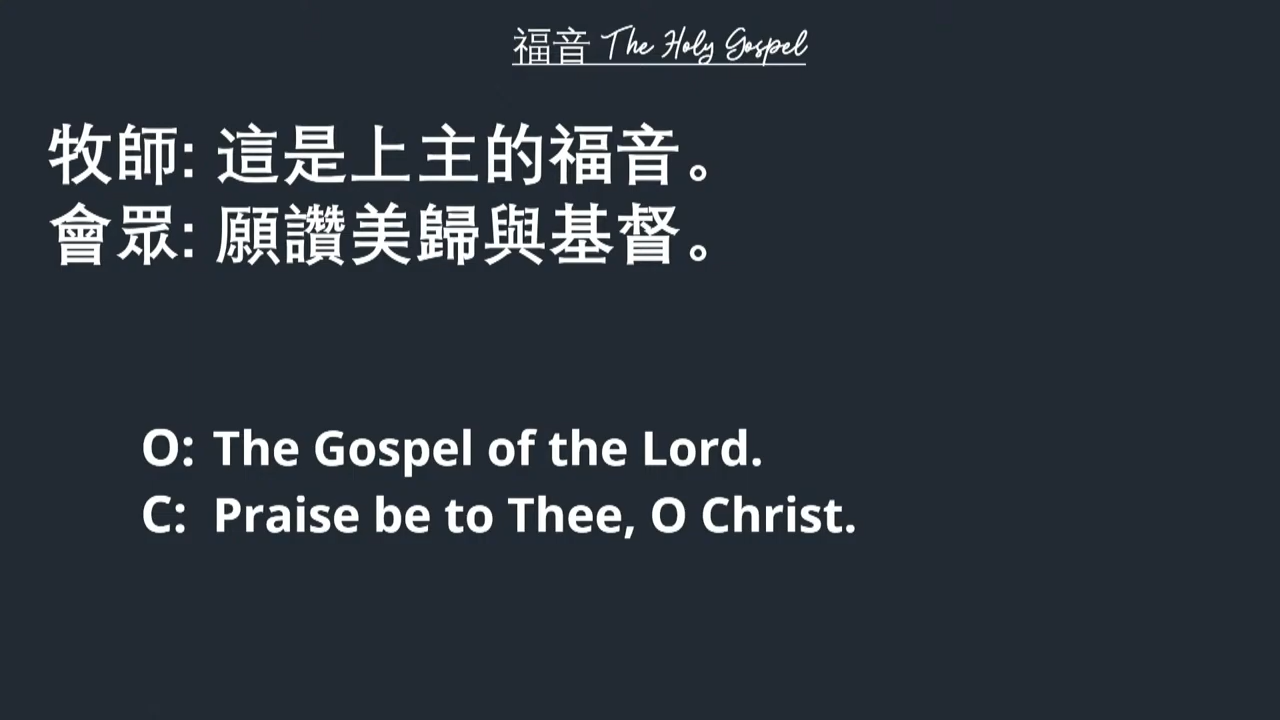 福音 The Holy Gospel
牧師: 這是上主的福音。
會眾: 願讚美歸與基督。
O: The Gospel of the Lord.
C: Praise be to Thee, O Christ.